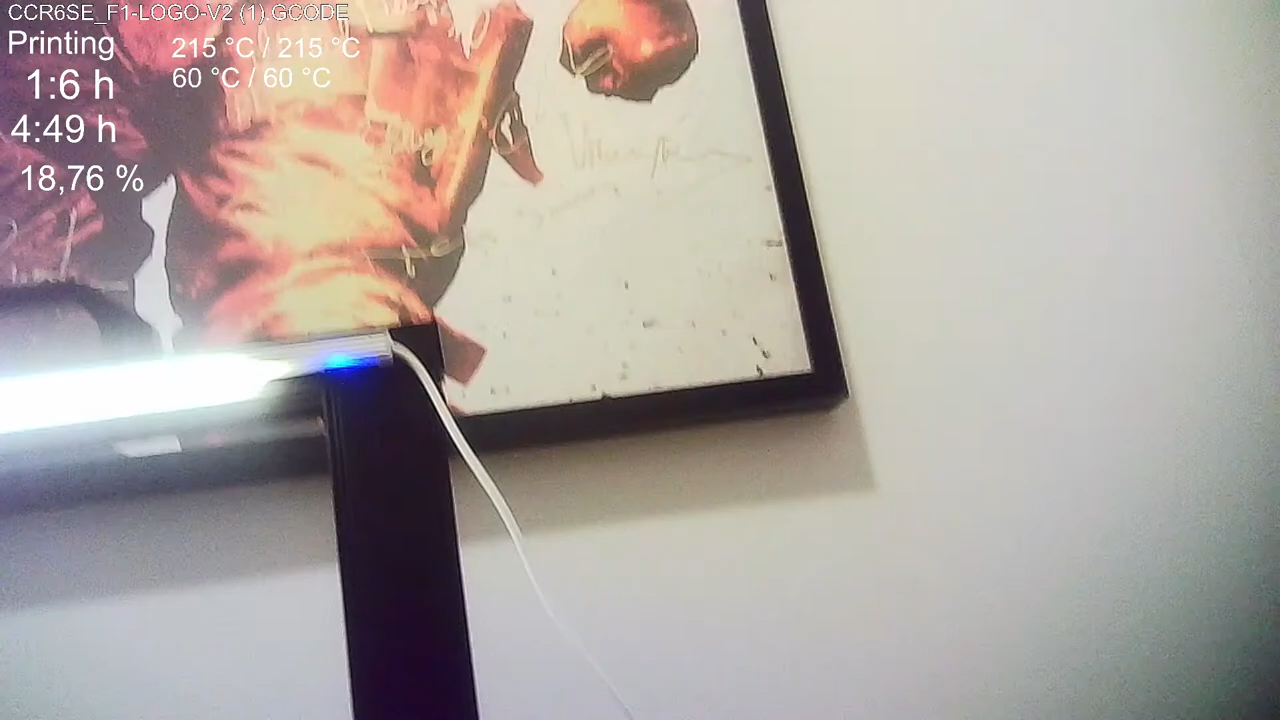 CCR6SE_F1-LOGO-V2 (1).GCODE
Printing 215 °C / 215 °C
1:6 h 60 °C / 60 °C
4:49 h
18,76 %